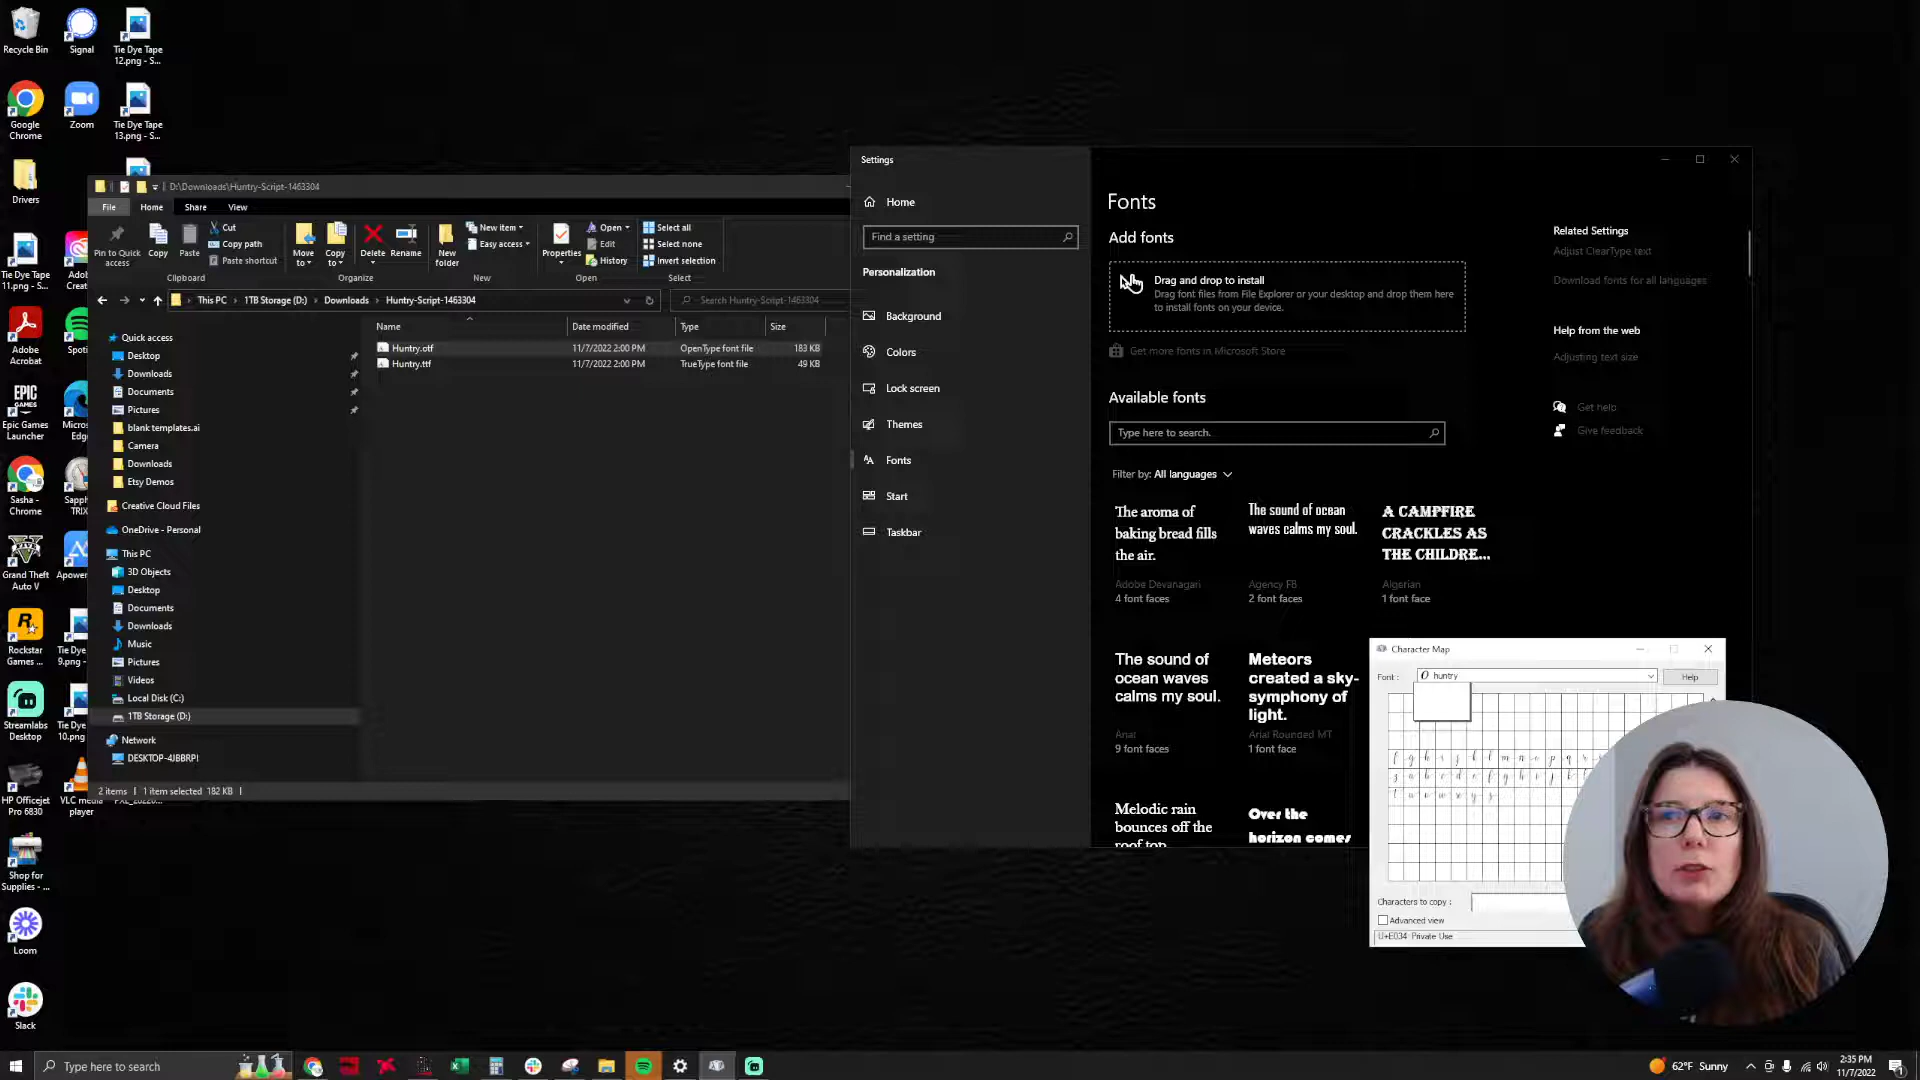 Recycle Bin
Signal
Tie Dye Tape
12.png - S...
Google
Chrome
Zoom
Tie Dye Tape
13.png - S...
Drivers
Tie Dye Tape
11.png - S...
Adobe
Acrobat
Epic Games
Launcher
Sasha -
Chrome
Grand Theft
Auto V
Rockstar
Games ...
Tie Dye
9.png -...
Streamlabs
Desktop
Tie Dye
10.png -
HP Officejet
Pro 6830
VLC media
player
Shop for
Supplies - ...
Loom
Slack
D:\Downloads\Huntry-Script-1463304
File
Home
Share
View
Pin to Quick
access
Copy
Paste
Cut
Copy path
Paste shortcut
Clipboard
Move
to
Copy
to
Delete
Rename
Organize
New
folder
New item
Easy access
New
Properties
Open
Edit
History
Open
Select all
Select none
Invert selection
Select
This PC
1TB Storage (D:)
Downloads
Huntry-Script-1463304
Search Huntry-Script-1463304
Name
Date modified
Type
Size
Huntry.otf
11/7/2022 2:00 PM
OpenType font file
183 KB
Huntry.ttf
11/7/2022 2:00 PM
TrueType font file
49 KB
Quick access
Desktop
Downloads
Documents
Pictures
blank templates.ai
Camera
Downloads
Etsy Demos
Creative Cloud Files
OneDrive - Personal
This PC
3D Objects
Desktop
Documents
Downloads
Music
Pictures
Videos
Local Disk (C:)
1TB Storage (D:)
Network
DESKTOP-4JBBRP!
2 items
1 item selected 182 KB
Settings
Home
Find a setting
Personalization
Background
Colors
Lock screen
Themes
Fonts
Start
Taskbar
Fonts
Add fonts
Drag and drop to install
Drag font files from File Explorer or your desktop and drop them here
to install fonts on your device.
Get more fonts in Microsoft Store
Available fonts
Type here to search.
Filter by: All languages
The aroma of
baking bread fills
the air.
Adobe Devanagari
4 font faces
The sound of ocean
waves calms my soul.
Agency FB
2 font faces
A CAMPFIRE
CRACKLES AS
THE CHILDRE...
Algerian
1 font face
The sound of
ocean waves
calms my soul.
Arial
9 font faces
Meteors
created a sky-
symphony of
light.
Arial Rounded MT
1 font face
Melodic rain
bounces off the
roof top
Over the
horizon comes
Related Settings
Adjust ClearType text
Download fonts for all languages
Help from the web
Adjusting text size
Get help
Give feedback
Character Map
Font :
O huntry
Help
Characters to copy :
Advanced view
U+E034: Private Use
Type here to search
62°F Sunny
2:35 PM
11/7/2022